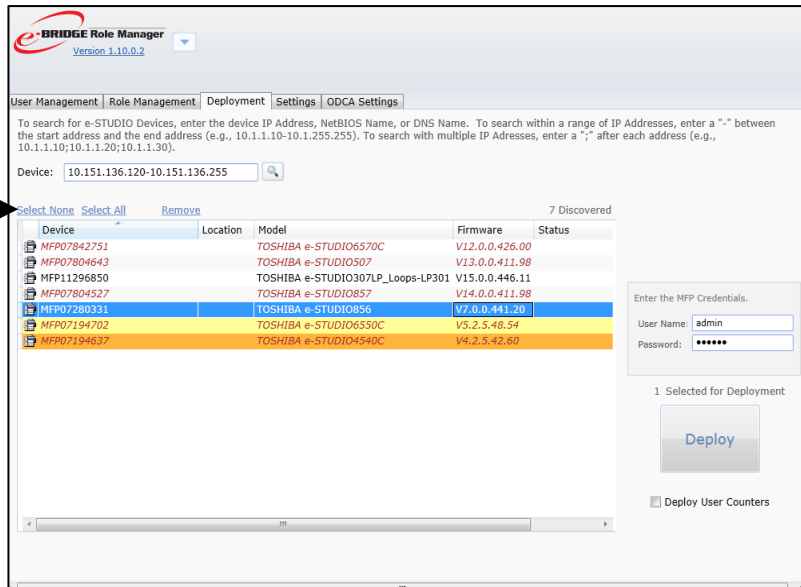 e-BRIDGE Role Manager
Version 1.10.0.2
User Management Role Management Deployment Settings ODCA Settings
To search for e-STUDIO Devices, enter the device IP Address, NetBIOS Name, or DNS Name. To search within a range of IP Addresses, enter a "-" between
the start address and the end address (e.g., 10.1.1.10-10.1.255.255). To search with multiple IP Adresses, enter a ";" after each address (e.g.,
10.1.1.10;10.1.1.20;10.1.1.30).
Device: 10.151.136.120-10.151.136.255
Select None Select All Remove 7 Discovered
Device Location Model Firmware Status
MFP07842751 TOSHIBA e-STUDIO6570C V12.0.0.426.00
MFP07804643 TOSHIBA e-STUDIO507 V13.0.0.411.98
MFP11296850 TOSHIBA e-STUDIO307LP_Loops-LP301 V15.0.0.446.11
MFP07804527 TOSHIBA e-STUDIO857 V14.0.0.411.98
MFP07280331 TOSHIBA e-STUDIO856 V7.0.0.441.20
MFP07194702 TOSHIBA e-STUDIO6550C V5.2.5.48.54
MFP07194637 TOSHIBA e-STUDIO4540C V4.2.5.42.60
Enter the MFP Credentials.
User Name: admin
Password: ••••••
1 Selected for Deployment
Deploy
Deploy User Counters